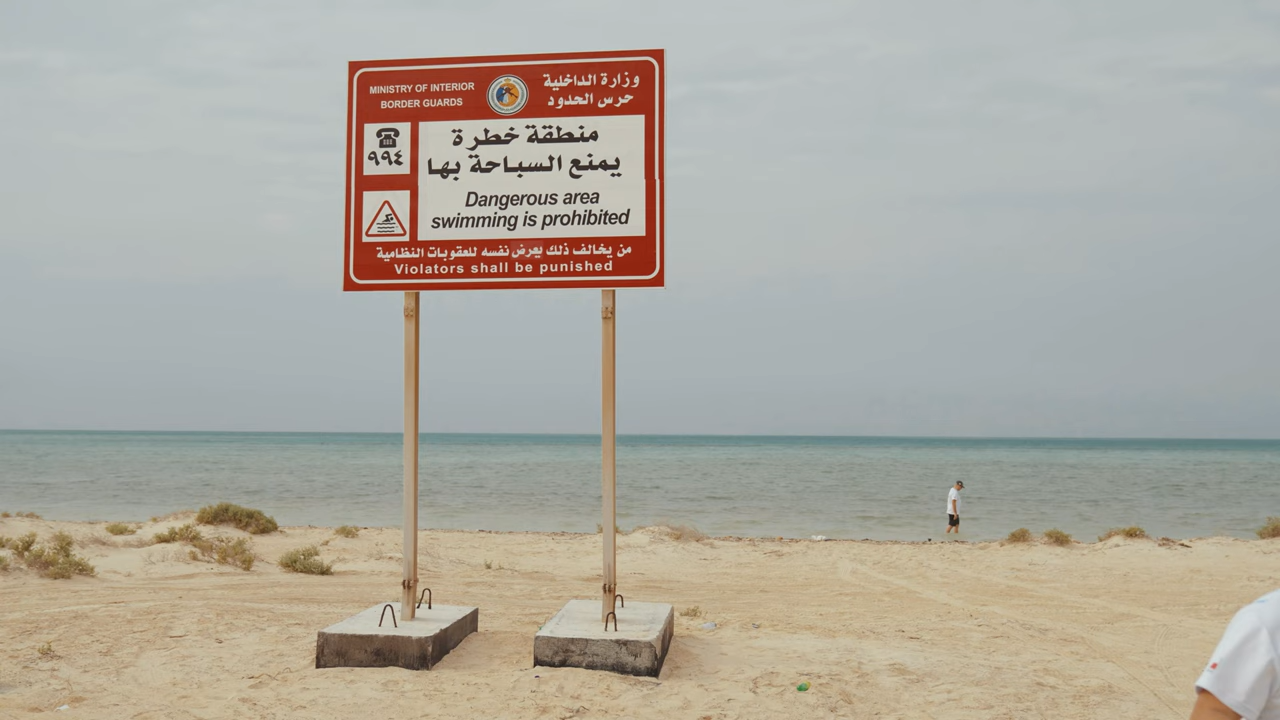 MINISTRY OF INTERIOR
BORDER GUARDS
وزارة الداخلية
حرس الحدود
٩٩٤
منطقة خطرة
يمنع السباحة بها
Dangerous area
swimming is prohibited
من يخالف ذلك يعرض نفسه للعقوبات النظامية
Violators shall be punished